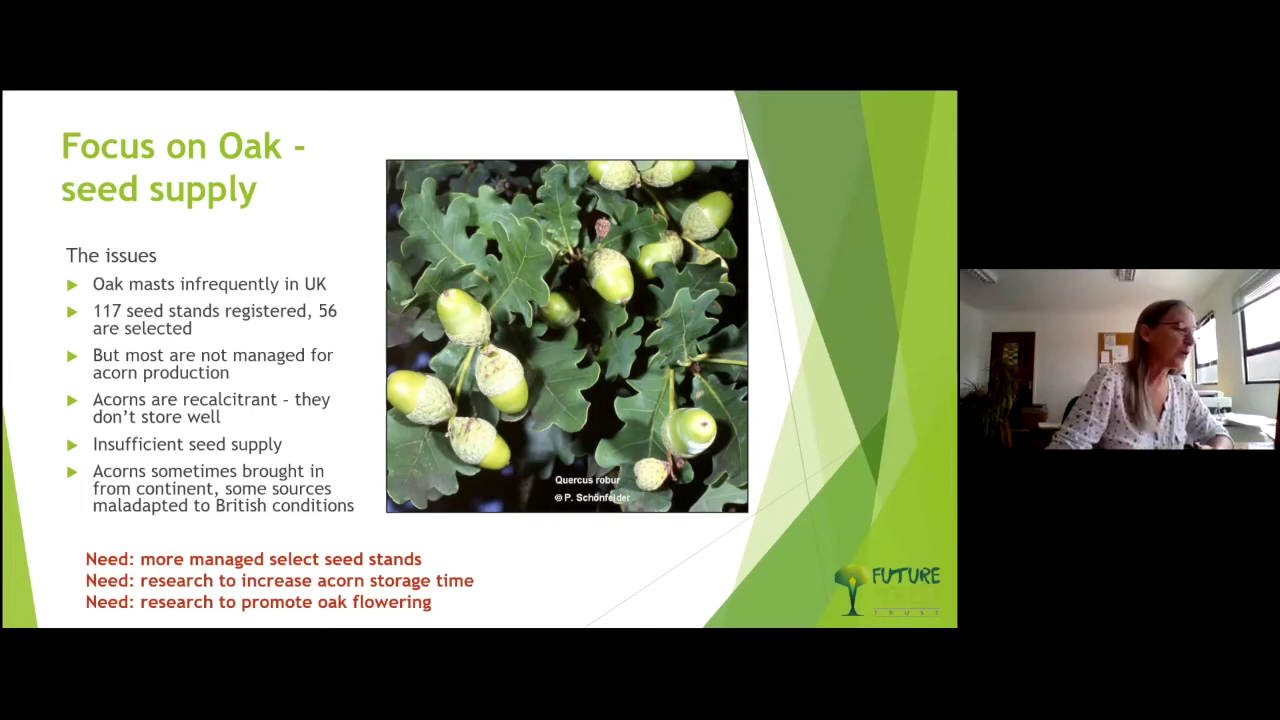 Focus on Oak -
seed supply
The issues
Oak masts infrequently in UK
117 seed stands registered, 56
are selected
But most are not managed for
acorn production
Acorns are recalcitrant – they
don't store well
Insufficient seed supply
Acorns sometimes brought in
from continent, some sources
maladapted to British conditions
Quercus robur
© P. Schönfelder
Need: more managed select seed stands
Need: research to increase acorn storage time
Need: research to promote oak flowering
FUTURE
TRUST